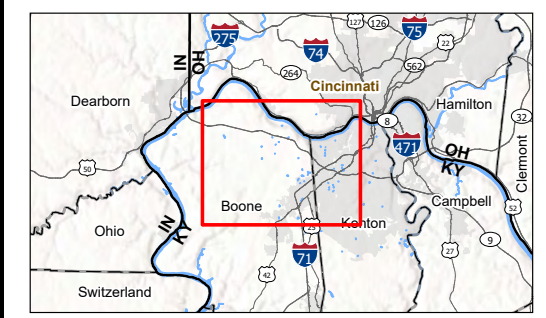 127
126
75
275
74
22
IN
OH
264
562
Cincinnati
Dearborn
Hamilton
8
32
471
OH
KY
50
Clermont
Boone
Campbell
IN
KY
52
Ohio
Kenton
25
9
71
27
42
Switzerland